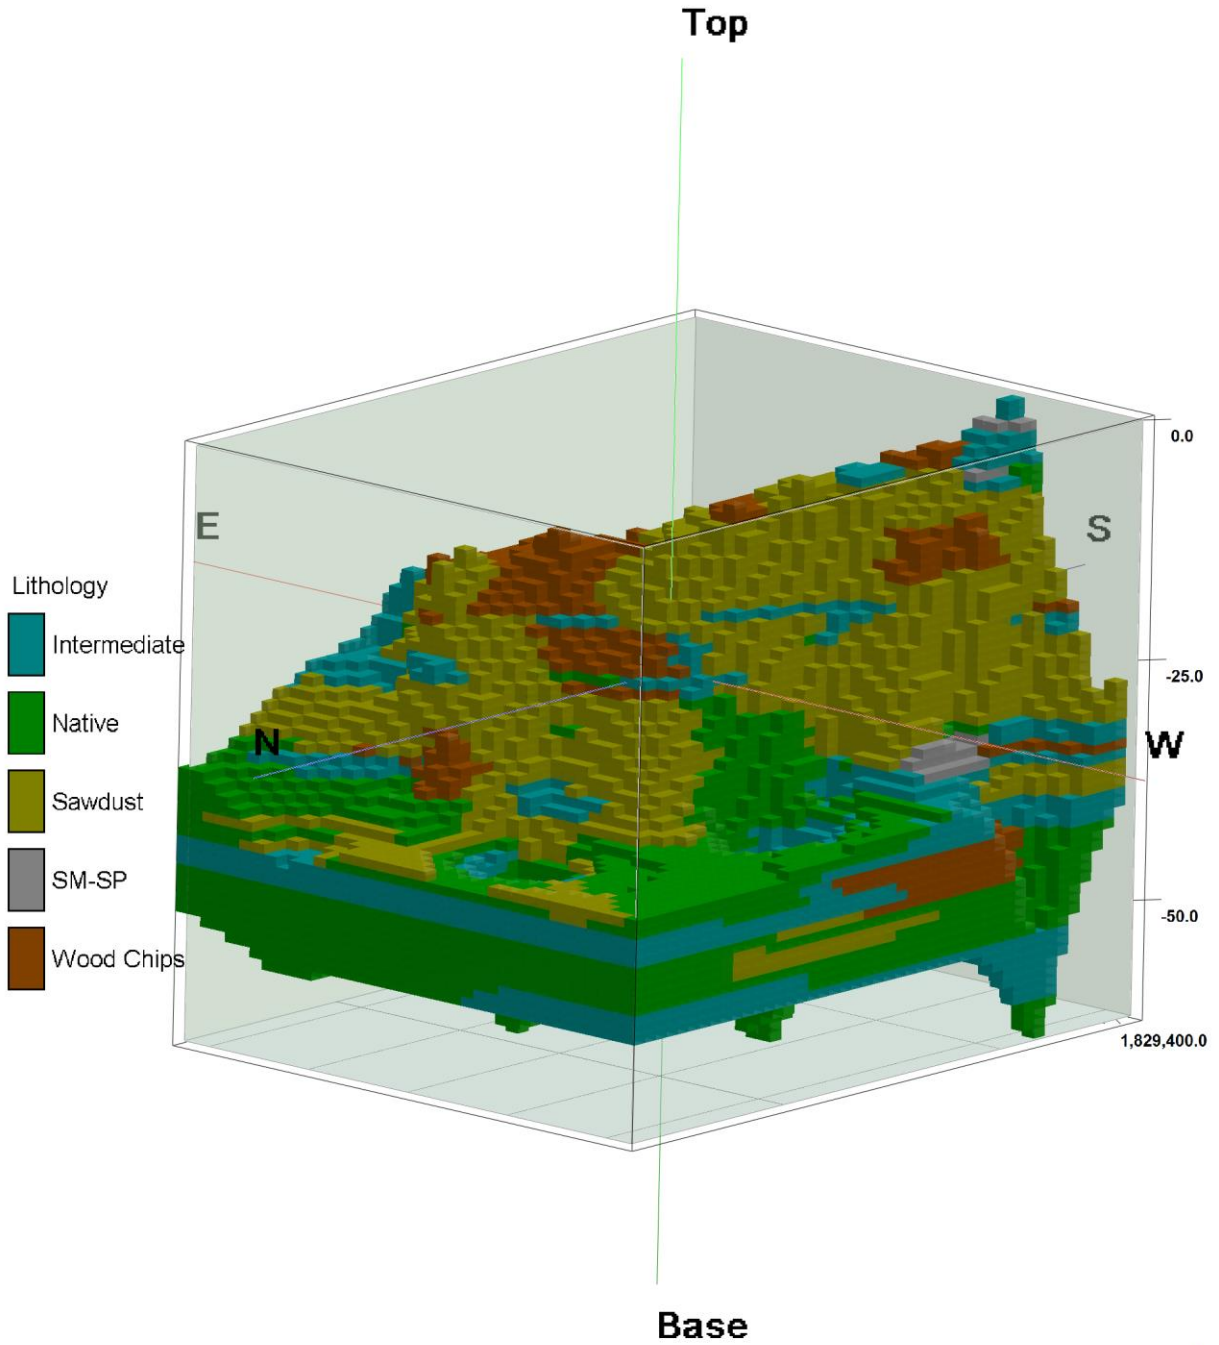 Top
0.0
E
S
Lithology
Intermediate
-25.0
Native
N
W
Sawdust
SM-SP
-50.0
Wood Chips
1,829,400.0
Base